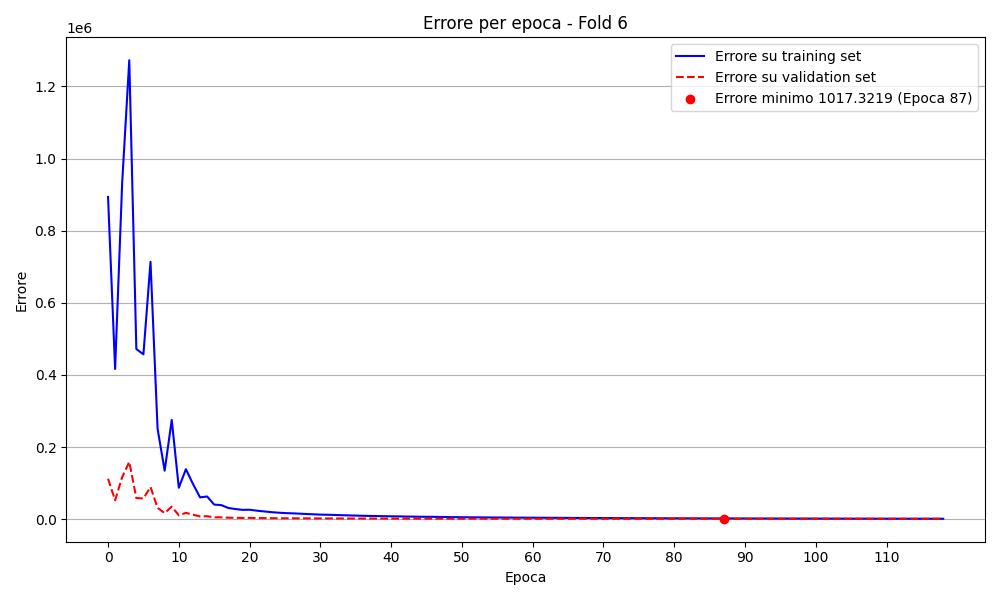 Errore per epoca - Fold 6
1e6
Errore su training set
Errore su validation set
Errore minimo 1017.3219 (Epoca 87)
1.2
1.0
0.8
0.6
0.4
0.2
0.0
Errore
0 10 20 30 40 50 60 70 80 90 100 110
Epoca